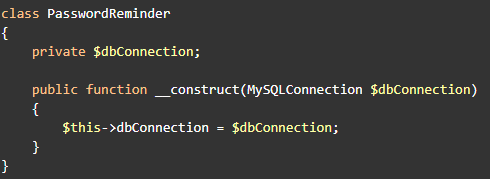 class PasswordReminder
{
    private $dbConnection;

    public function __construct(MySQLConnection $dbConnection)
    {
        $this->dbConnection = $dbConnection;
    }
}